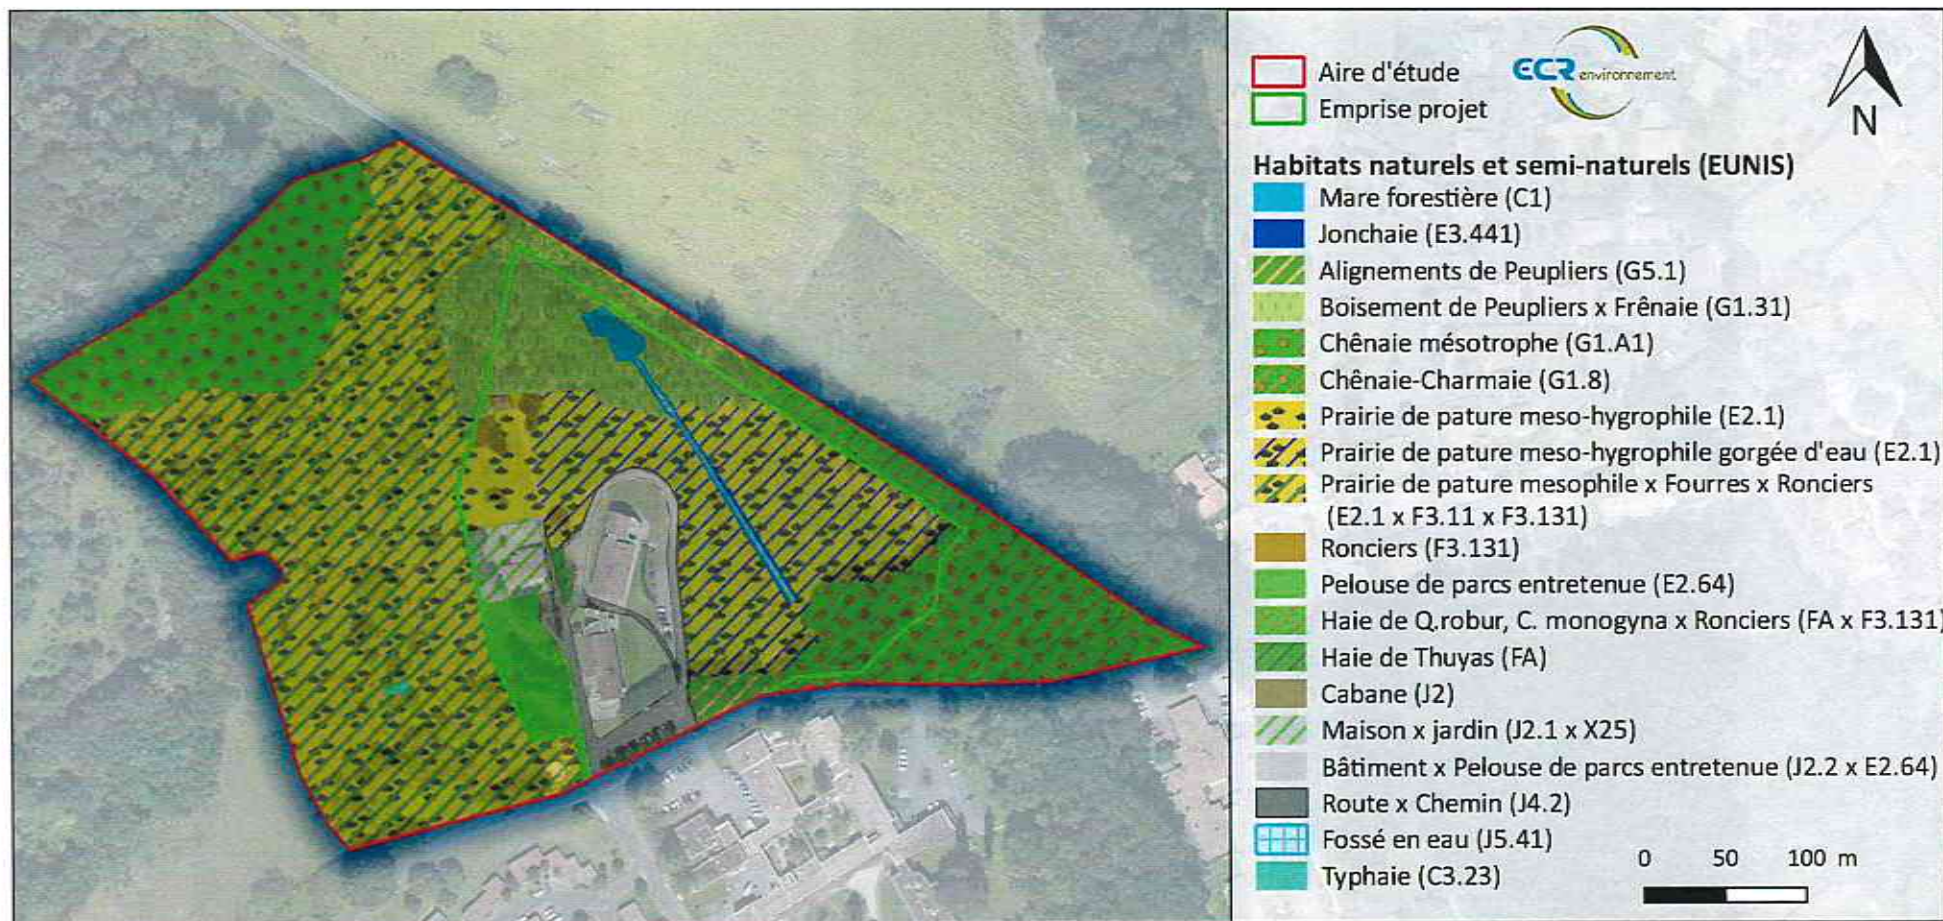 Aire d'étude
Emprise projet
ECR environnement
N
Habitats naturels et semi-naturels (EUNIS)
Mare forestière (C1)
Jonchaie (E3.441)
Alignements de Peupliers (G5.1)
Boisement de Peupliers x Frênaie (G1.31)
Chênaie mésotrophe (G1.A1)
Chênaie-Charmaie (G1.8)
Prairie de pature meso-hygrophile (E2.1)
Prairie de pature meso-hygrophile gorgée d'eau (E2.1)
Prairie de pature mesophile x Fourres x Ronciers
(E2.1 x F3.11 x F3.131)
Ronciers (F3.131)
Pelouse de parcs entretenue (E2.64)
Haie de Q.robur, C. monogyna x Ronciers (FA x F3.131)
Haie de Thuyas (FA)
Cabane (J2)
Maison x jardin (J2.1 x X25)
Bâtiment x Pelouse de parcs entretenue (J2.2 x E2.64)
Route x Chemin (J4.2)
Fossé en eau (J5.41)
Typhaie (C3.23)
0 50 100 m